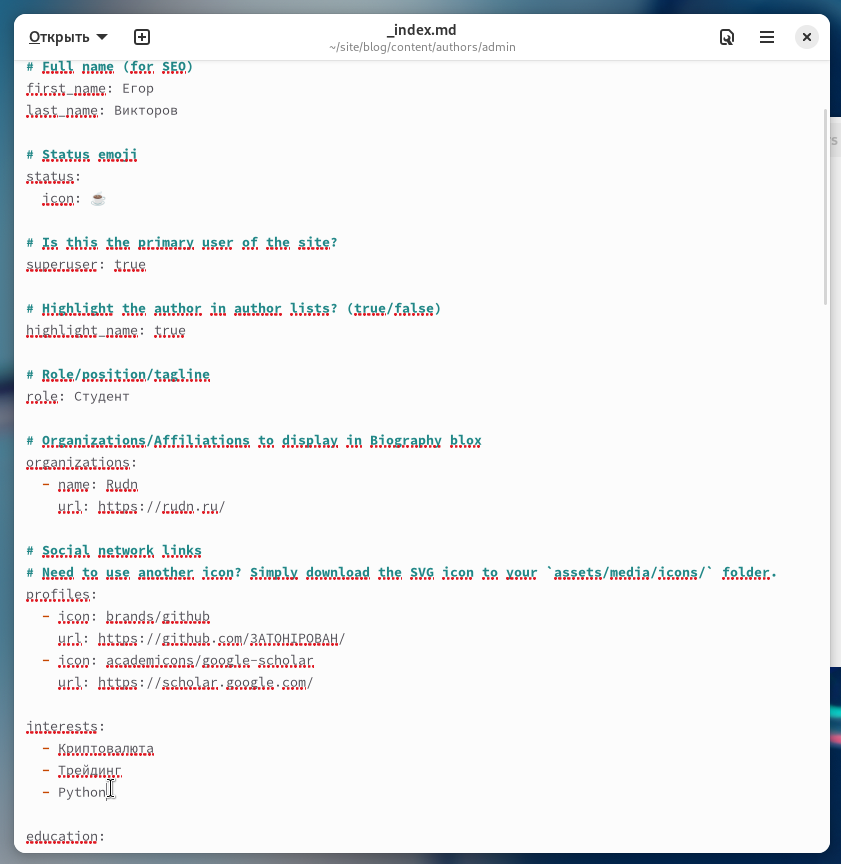 Открыть
_index.md
~/site/blog/content/authors/admin
# Full name (for SEO)
first_name: Егор
last_name: Викторов
# Status emoji
status:
icon: ☕
# Is this the primary user of the site?
superuser: true
# Highlight the author in author lists? (true/false)
highlight_name: true
# Role/position/tagline
role: Студент
# Organizations/Affiliations to display in Biography blox
organizations:
- name: Rudn
url: https://rudn.ru/
# Social network links
# Need to use another icon? Simply download the SVG icon to your `assets/media/icons/` folder.
profiles:
- icon: brands/github
url: https://github.com/ЗАТОНІРОВАН/
- icon: academicons/google-scholar
url: https://scholar.google.com/
interests:
- Криптовалюта
- Трейдинг
- Python
education: